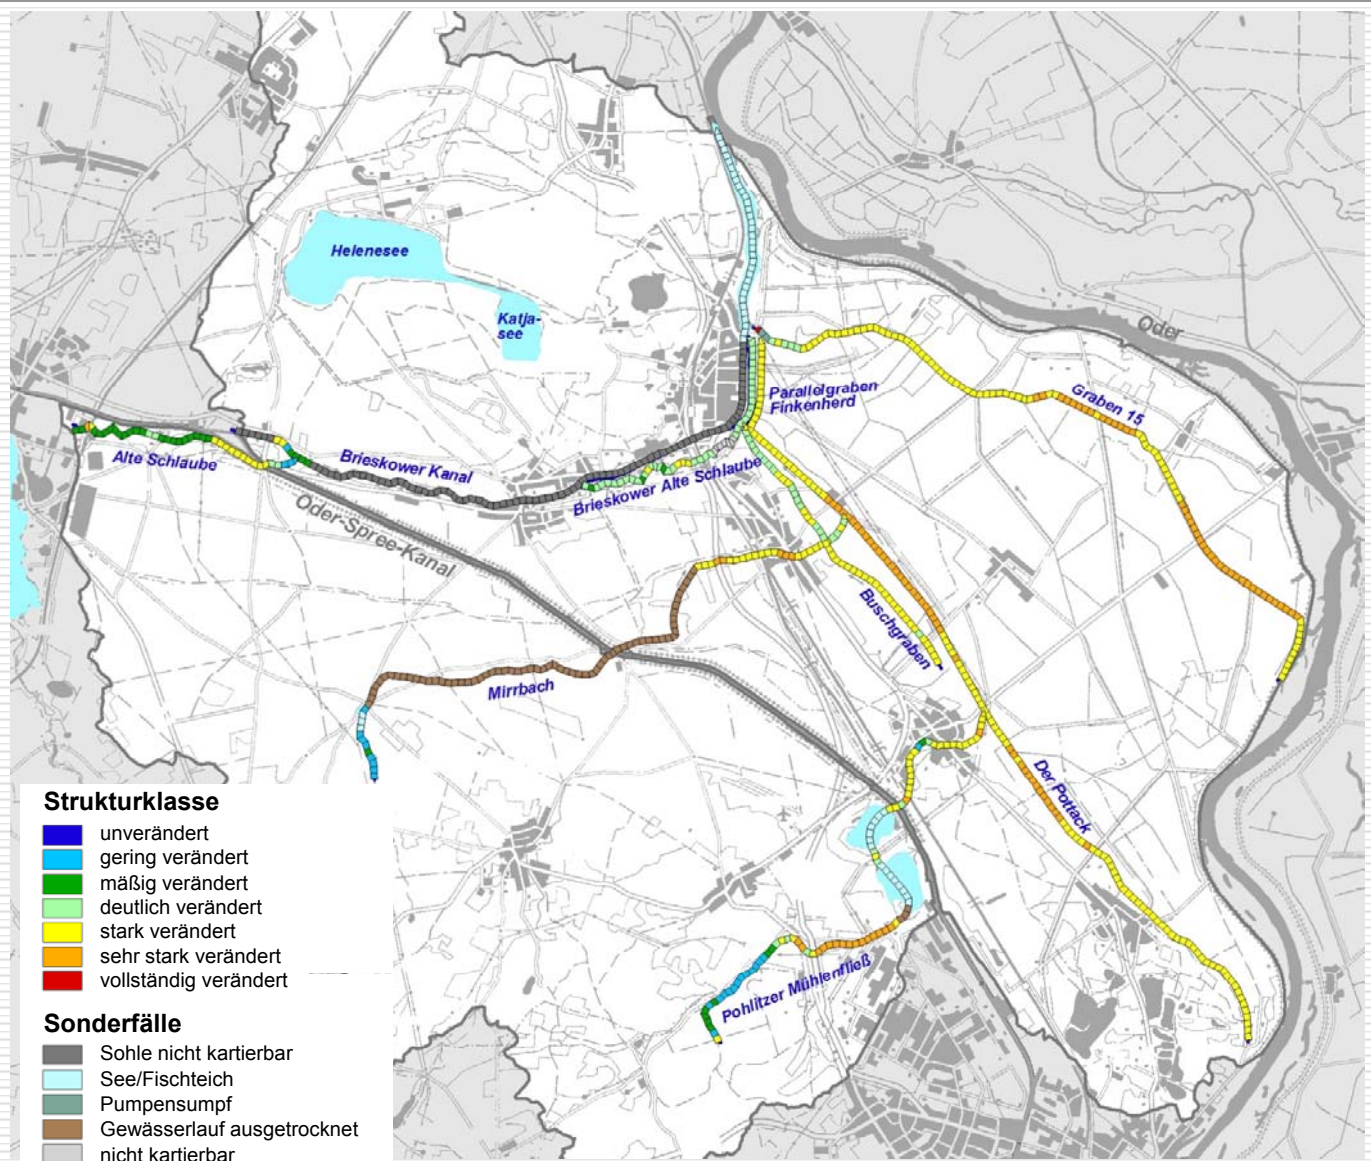 Helenesee
Katja-
see
Oder
Graben 15
Parallelgraben
Finkenherd
Alte Schlaube
Brieskower Kanal
Brieskower Alte Schlaube
Oder-Spree-Kanal
Buschgraben
Mirrbach
Der Pottack
Pohlitzer Mühlenfließ
Strukturklasse
unverändert
gering verändert
mäßig verändert
deutlich verändert
stark verändert
sehr stark verändert
vollständig verändert
Sonderfälle
Sohle nicht kartierbar
See/Fischteich
Pumpensumpf
Gewässerlauf ausgetrocknet
nicht kartierbar